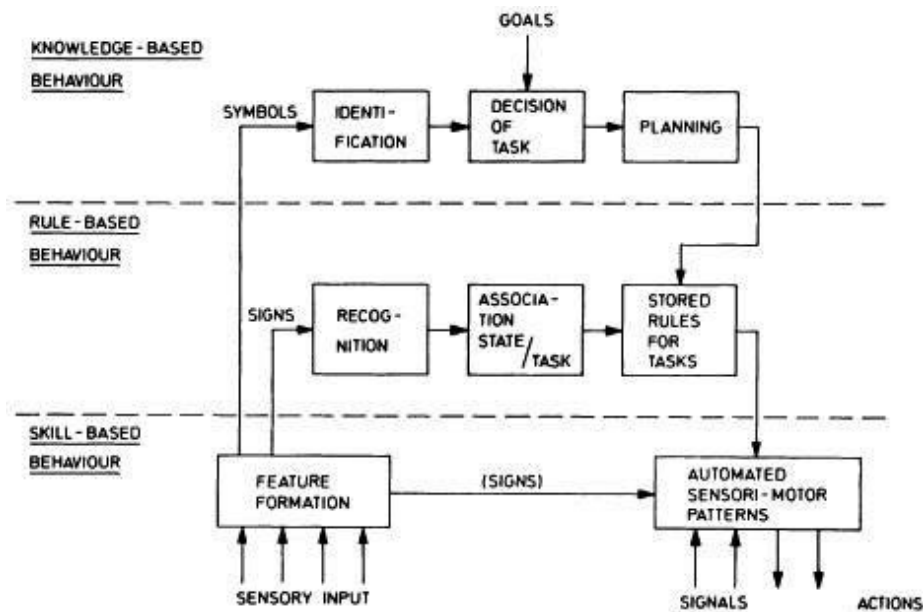 GOALS
KNOWLEDGE-BASED
BEHAVIOUR
SYMBOLS
IDENTI-
FICATION
DECISION
OF
TASK
PLANNING
RULE-BASED
BEHAVIOUR
SIGNS
RECOG-
NITION
ASSOCIA-
TION
STATE/
TASK
STORED
RULES
FOR
TASKS
SKILL-BASED
BEHAVIOUR
FEATURE
FORMATION
(SIGNS)
AUTOMATED
SENSORI-MOTOR
PATTERNS
SENSORY INPUT
SIGNALS
ACTIONS